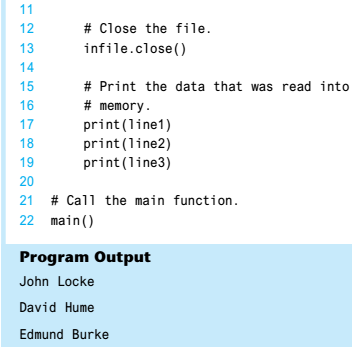 11
12 # Close the file.
13 infile.close()
14
15 # Print the data that was read into
16 # memory.
17 print(line1)
18 print(line2)
19 print(line3)
20
21 # Call the main function.
22 main()
Program Output
John Locke
David Hume
Edmund Burke